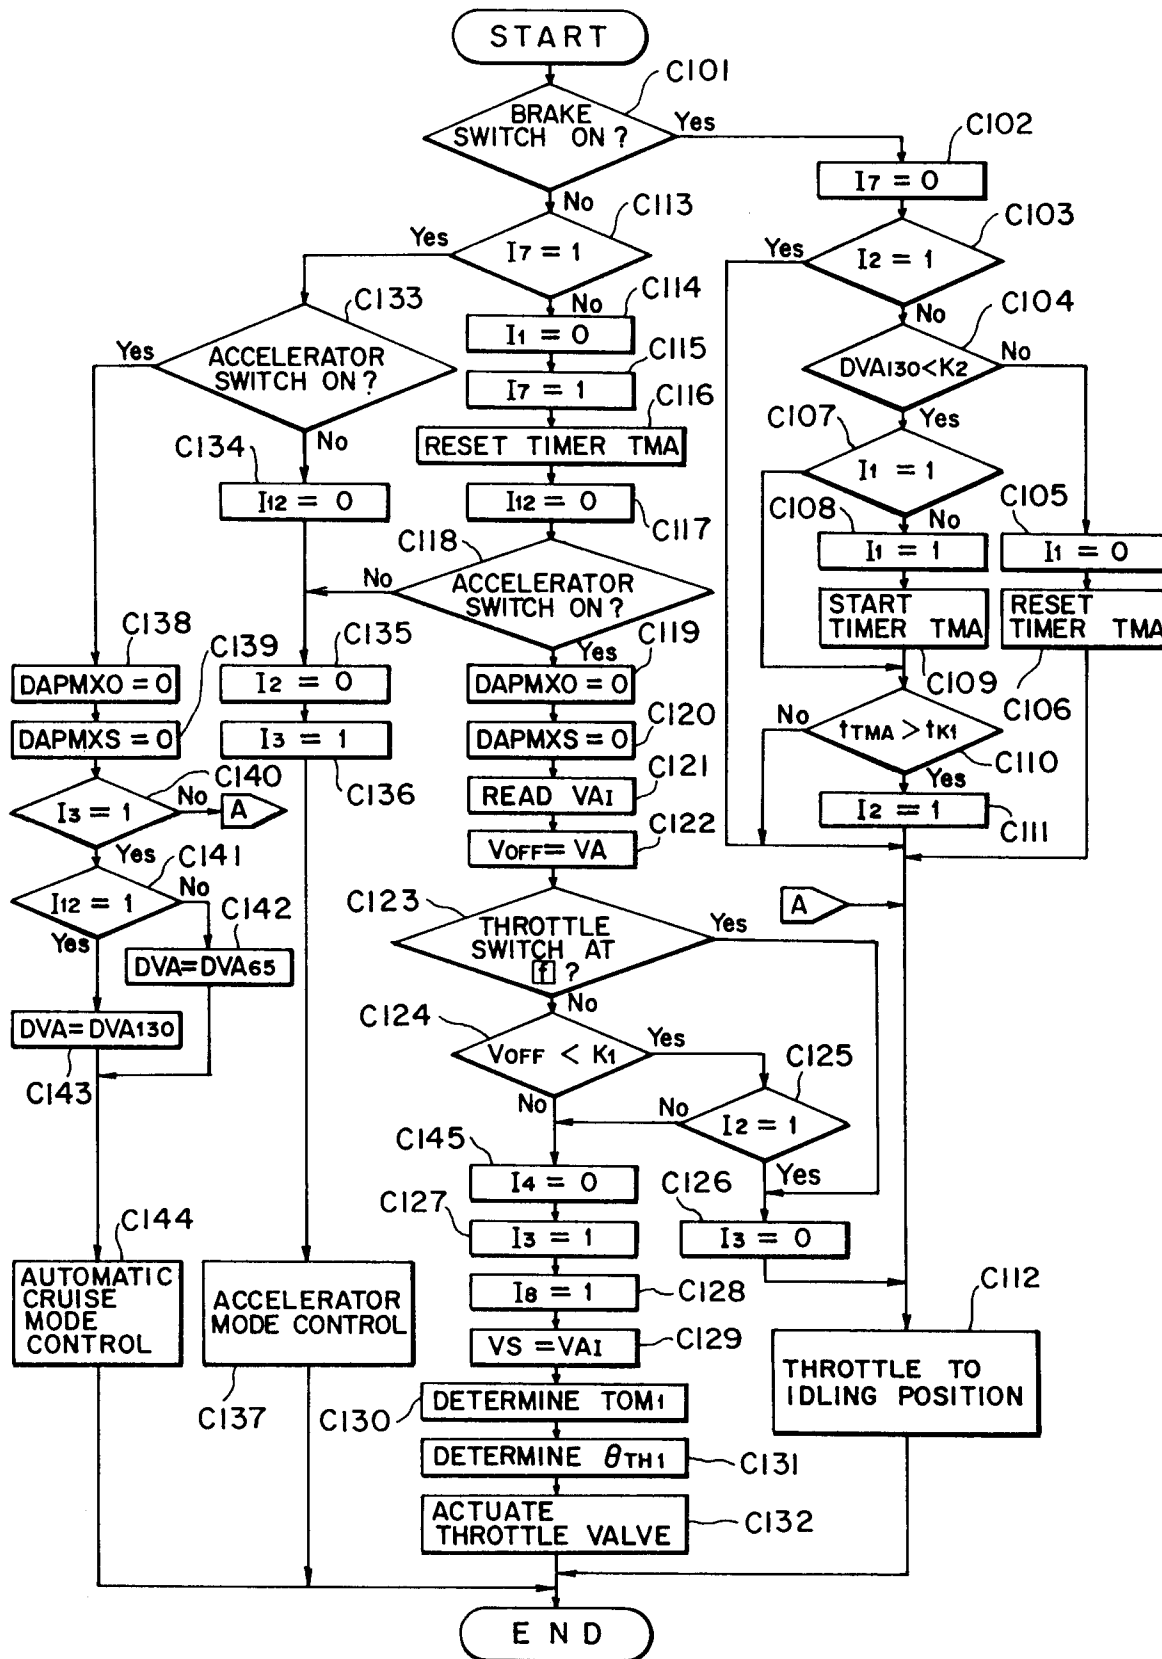 START
C101
BRAKE
SWITCH ON ?
Yes
No
C102
I7 = 0
C113
I7 = 1
Yes
No
C103
I2 = 1
Yes
No
C133
ACCELERATOR
SWITCH ON ?
Yes
No
C114
I1 = 0
C104
DVA130<K2
No
Yes
C115
I7 = 1
C116
RESET TIMER TMA
C107
I1 = 1
No
C134
I12 = 0
I12 = 0
C117
C108
I1 = 1
C105
I1 = 0
C118
ACCELERATOR
SWITCH ON ?
No
Yes
START
TIMER TMA
C109
RESET
TIMER TMA
C106
C138
DAPMXO = 0
C139
DAPMXS = 0
C135
I2 = 0
I3 = 1
C136
C119
DAPMXO = 0
C120
DAPMXS = 0
tTMA > tK1
No
Yes
C110
C140
I3 = 1
No
A
Yes
C121
READ VAI
I2 = 1
C111
C122
VOFF = VA
C141
I12 = 1
No
Yes
C142
DVA = DVA65
C123
THROTTLE
SWITCH AT
f ?
Yes
No
A
DVA = DVA130
C143
C124
VOFF < K1
Yes
No
C125
I2 = 1
No
Yes
C145
I4 = 0
C126
I3 = 0
C127
I3 = 1
C144
AUTOMATIC
CRUISE
MODE
CONTROL
ACCELERATOR
MODE CONTROL
C137
I8 = 1
C128
VS = VAI
C129
C112
THROTTLE TO
IDLING POSITION
C130
DETERMINE TOM1
DETERMINE θTH1
C131
ACTUATE
THROTTLE VALVE
C132
END